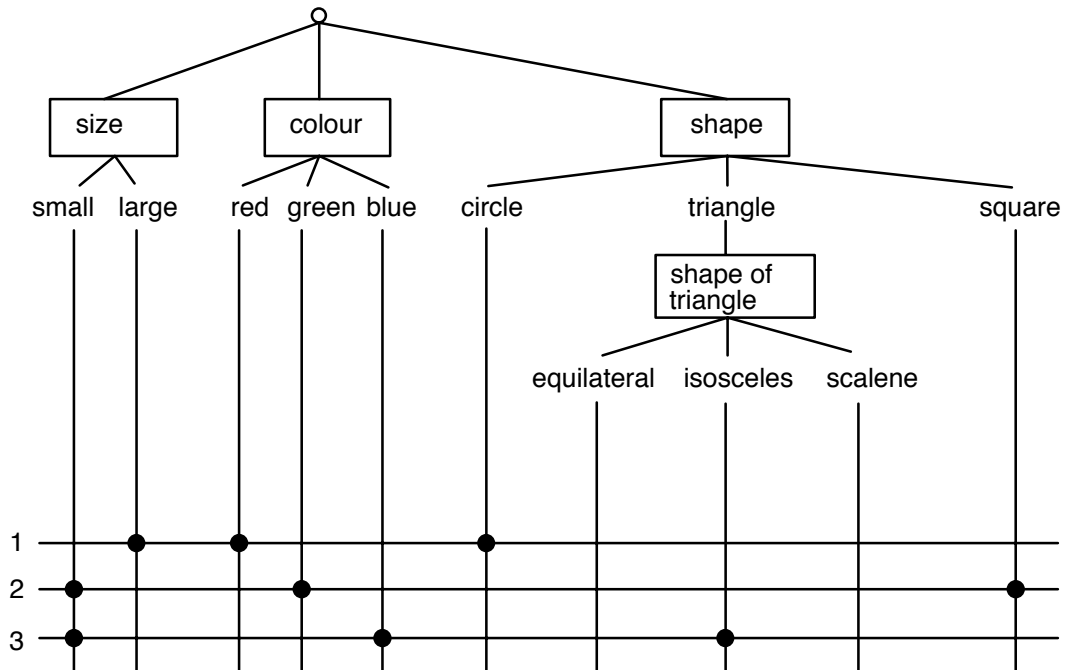 size colour shape
small large red green blue circle triangle square
shape of
triangle
equilateral isosceles scalene
1
2
3